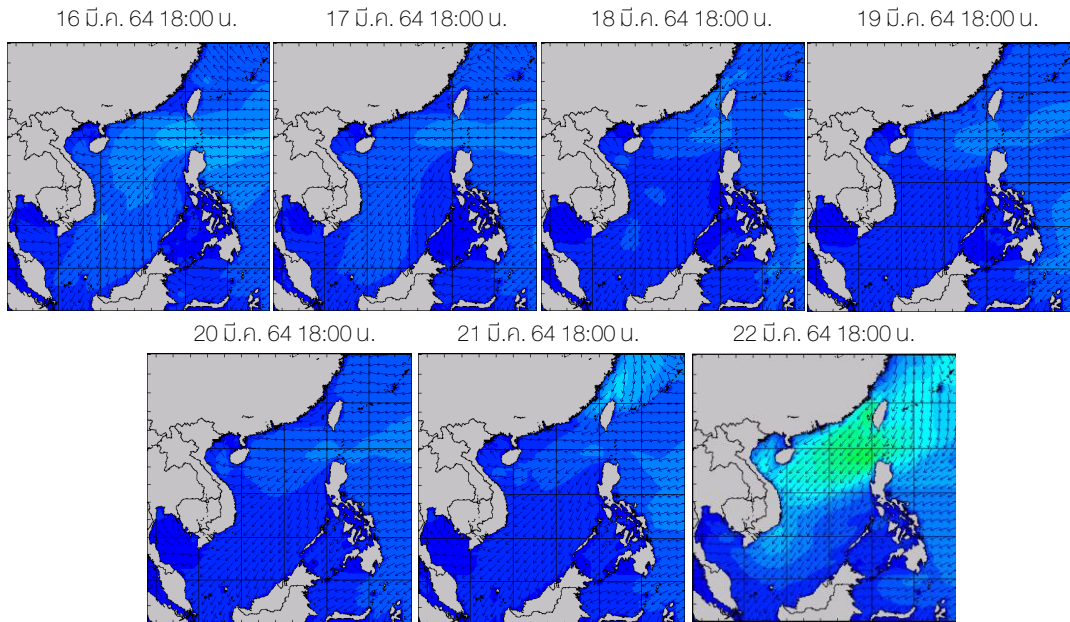 16 มี.ค. 64 18:00 น.
17 มี.ค. 64 18:00 น.
18 มี.ค. 64 18:00 น.
19 มี.ค. 64 18:00 น.
20 มี.ค. 64 18:00 น.
21 มี.ค. 64 18:00 น.
22 มี.ค. 64 18:00 น.